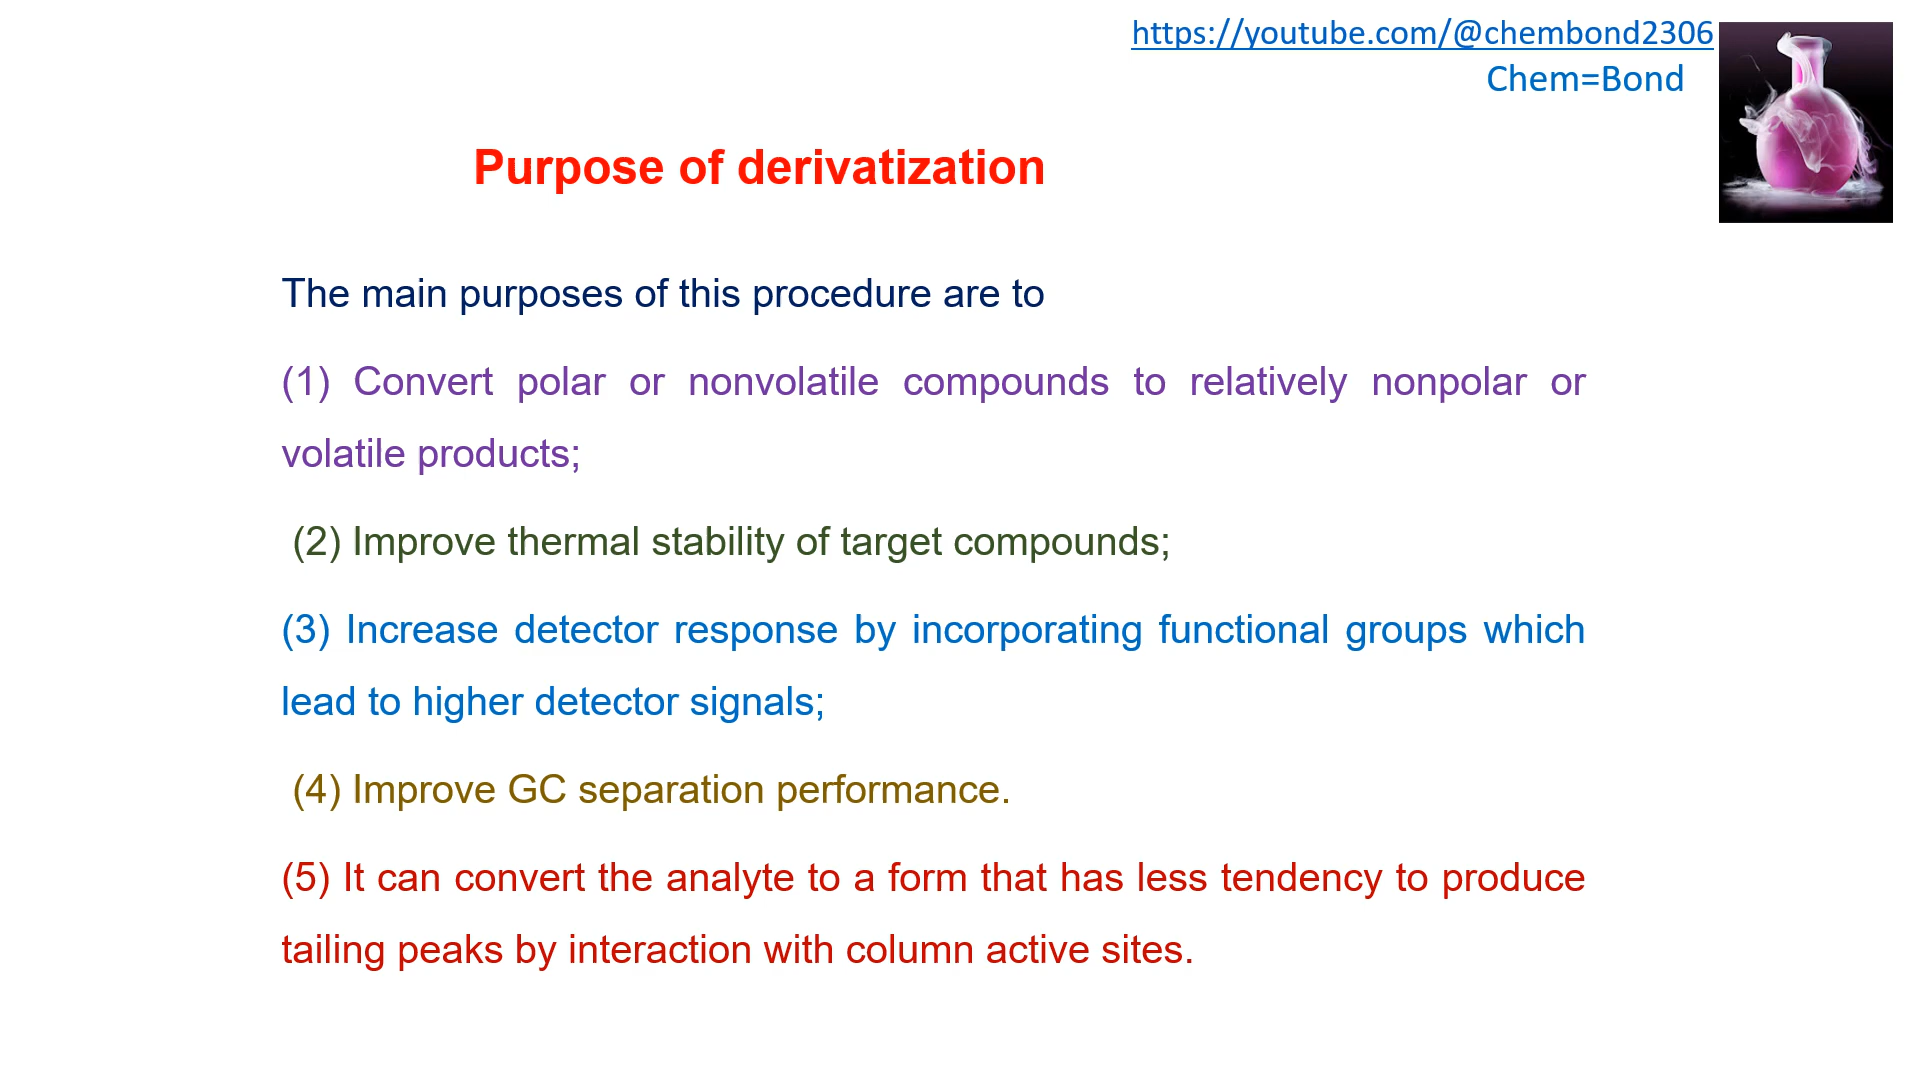 https://youtube.com/@chembond2306
Chem=Bond
Purpose of derivatization
The main purposes of this procedure are to
(1) Convert polar or nonvolatile compounds to relatively nonpolar or
volatile products;
(2) Improve thermal stability of target compounds;
(3) Increase detector response by incorporating functional groups which
lead to higher detector signals;
(4) Improve GC separation performance.
(5) It can convert the analyte to a form that has less tendency to produce
tailing peaks by interaction with column active sites.